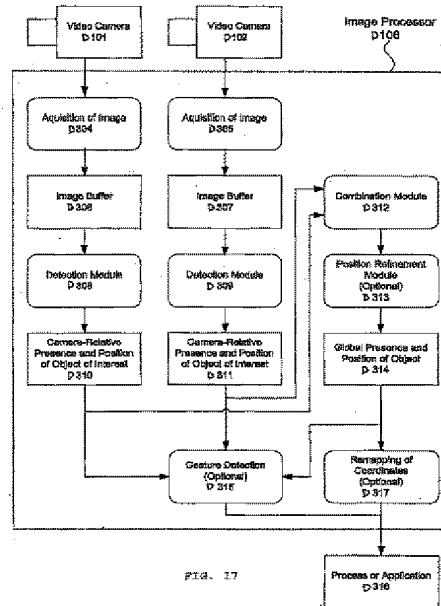 Video Camera
D101
Video Camera
D102
Image Processor
D106
Aquisition of Image
D304
Aquisition of Image
D305
Image Buffer
D306
Image Buffer
D307
Combination Module
D312
Detection Module
D308
Detection Module
D309
Position Refinement
Module
(Optional)
D313
Camera-Relative
Presence and Position
of Object of Interest
D310
Camera-Relative
Presence and Position
of Object of Interest
D311
Global Presence and
Position of Object
D314
Gesture Detection
(Optional)
D315
Remapping of
Coordinates
(Optional)
D317
FIG. 17
Process or Application
D316